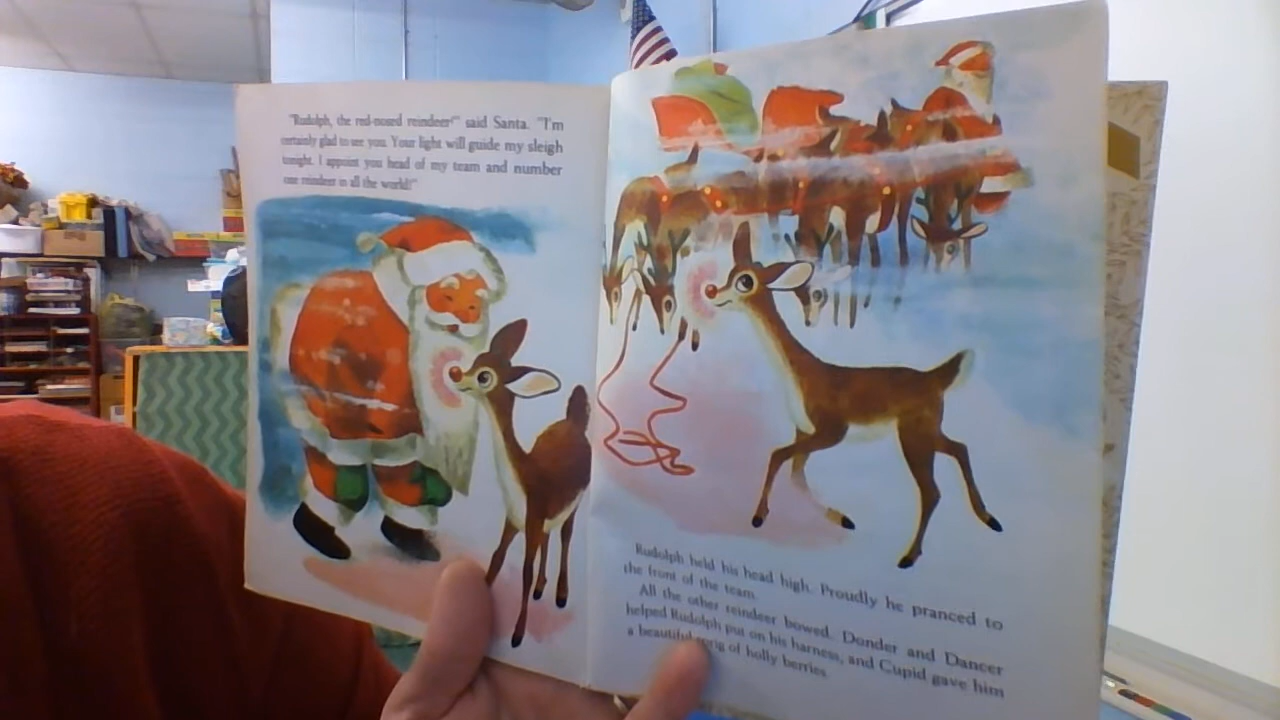 "Rudolph, the red-nosed reindeer!" said Santa. "I'm
certainly glad to see you. Your light will guide my sleigh
tonight. I appoint you head of my team and number
one reindeer in all the world!"
Rudolph held his head high. Proudly he pranced to
the front of the team.
All the other reindeer bowed. Donder and Dancer
helped Rudolph put on his harness, and Cupid gave him
a beautiful sprig of holly berries.